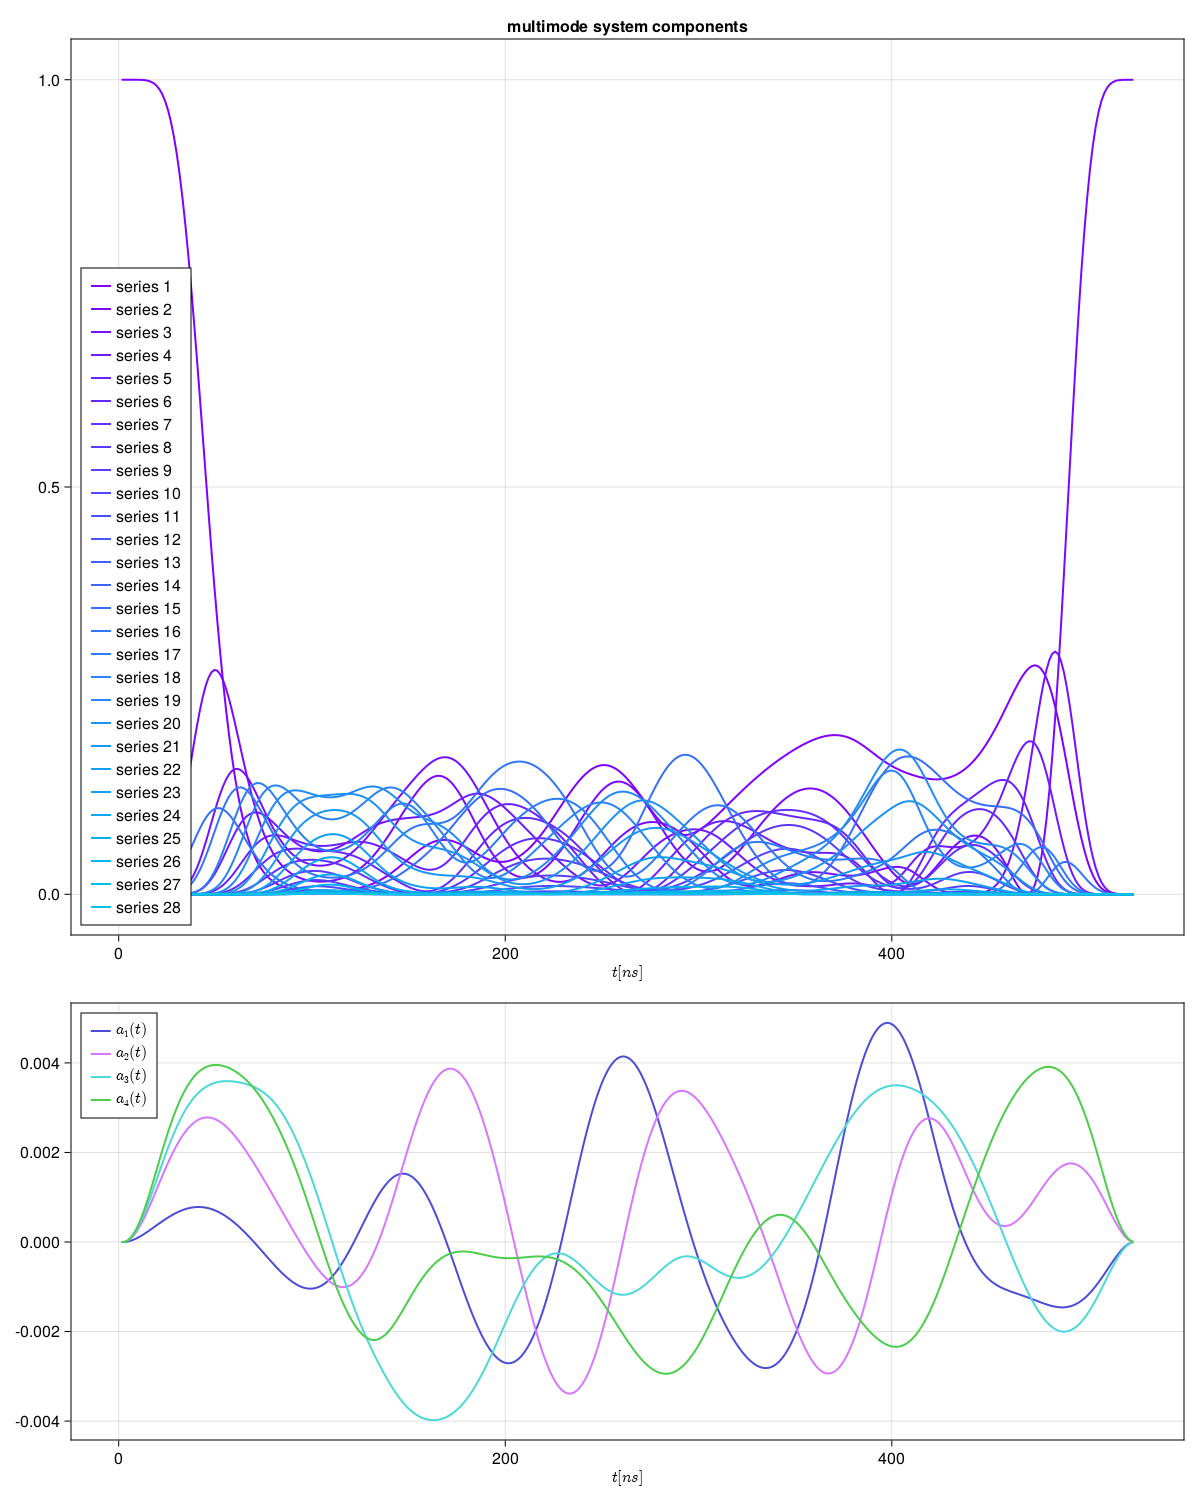 multimode system components
1.0
0.5
0.0
series 1
series 2
series 3
series 4
series 5
series 6
series 7
series 8
series 9
series 10
series 11
series 12
series 13
series 14
series 15
series 16
series 17
series 18
series 19
series 20
series 21
series 22
series 23
series 24
series 25
series 26
series 27
series 28
0 200 400
t[ns]
0.004
0.002
0.000
-0.002
-0.004
a₁(t)
a₂(t)
a₃(t)
a₄(t)
0 200 400
t[ns]